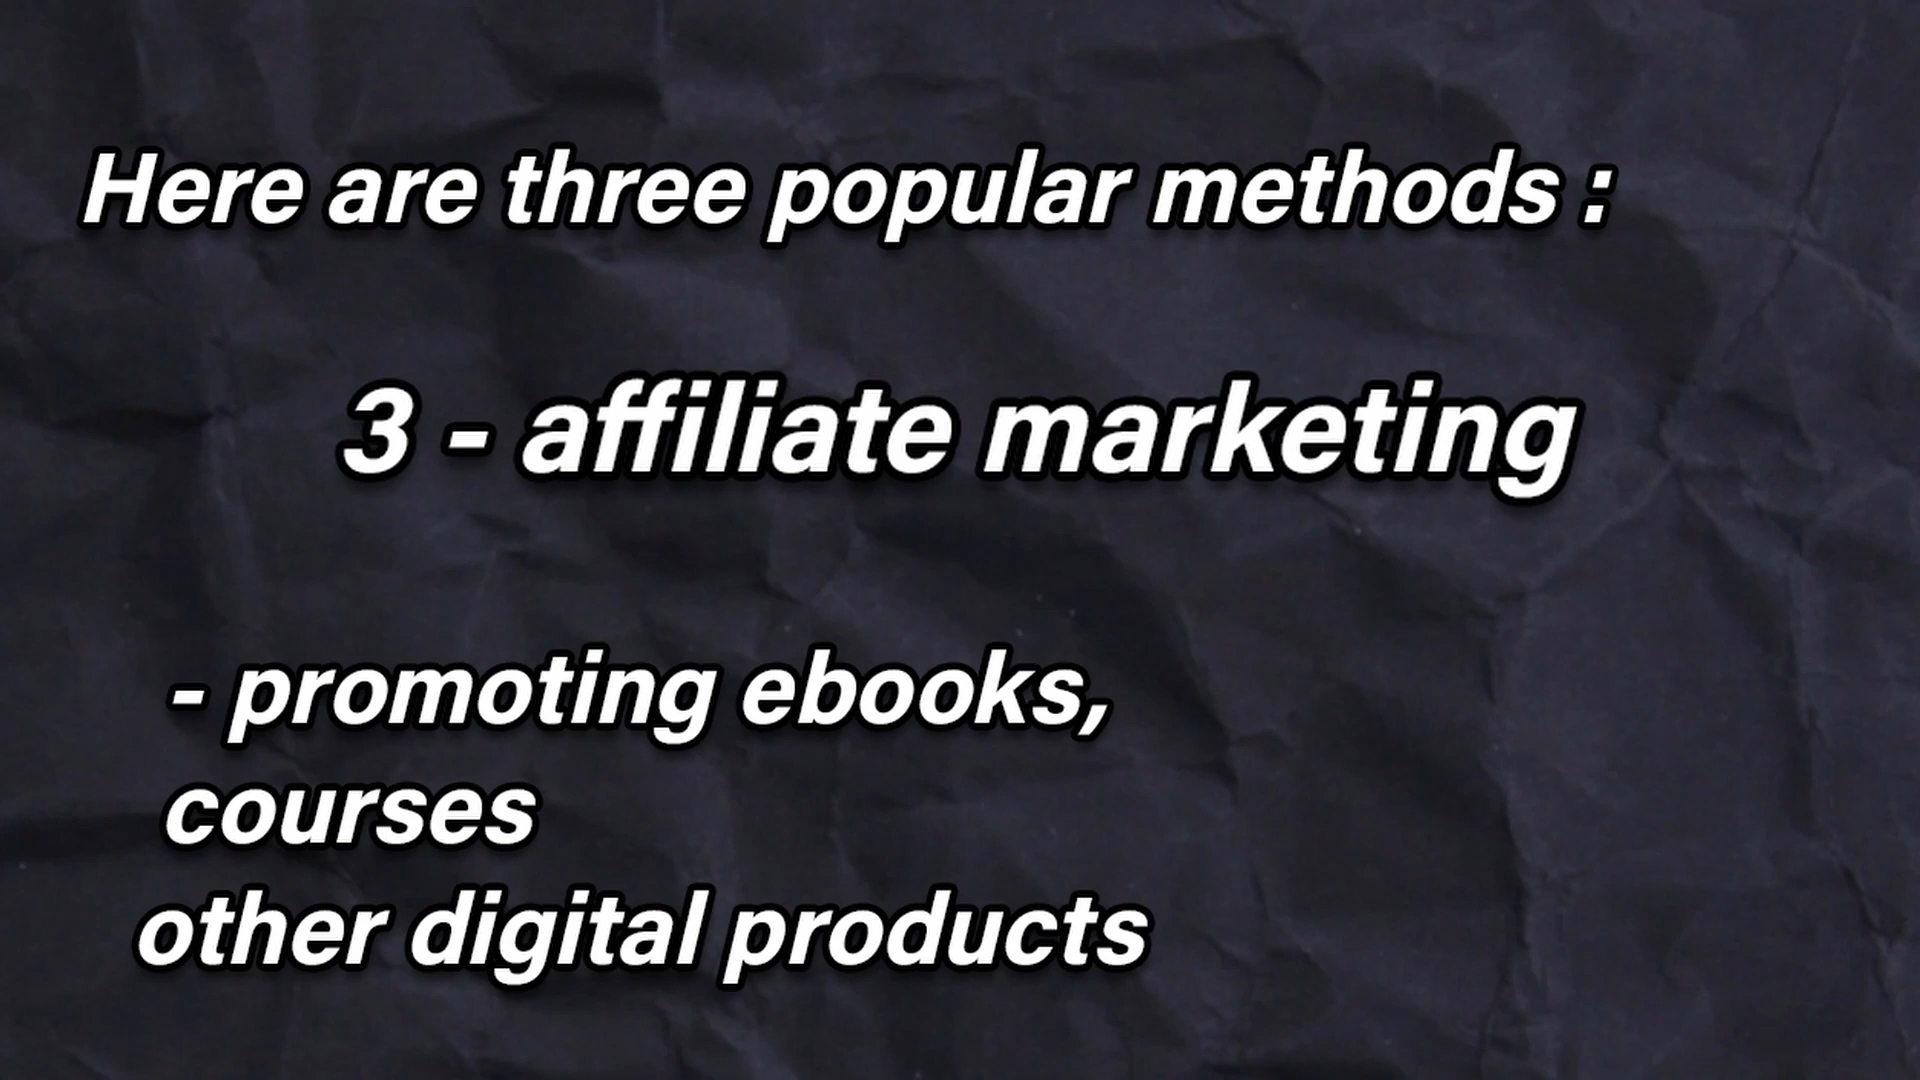 Here are three popular methods :
3 - affiliate marketing
- promoting ebooks,
courses
other digital products